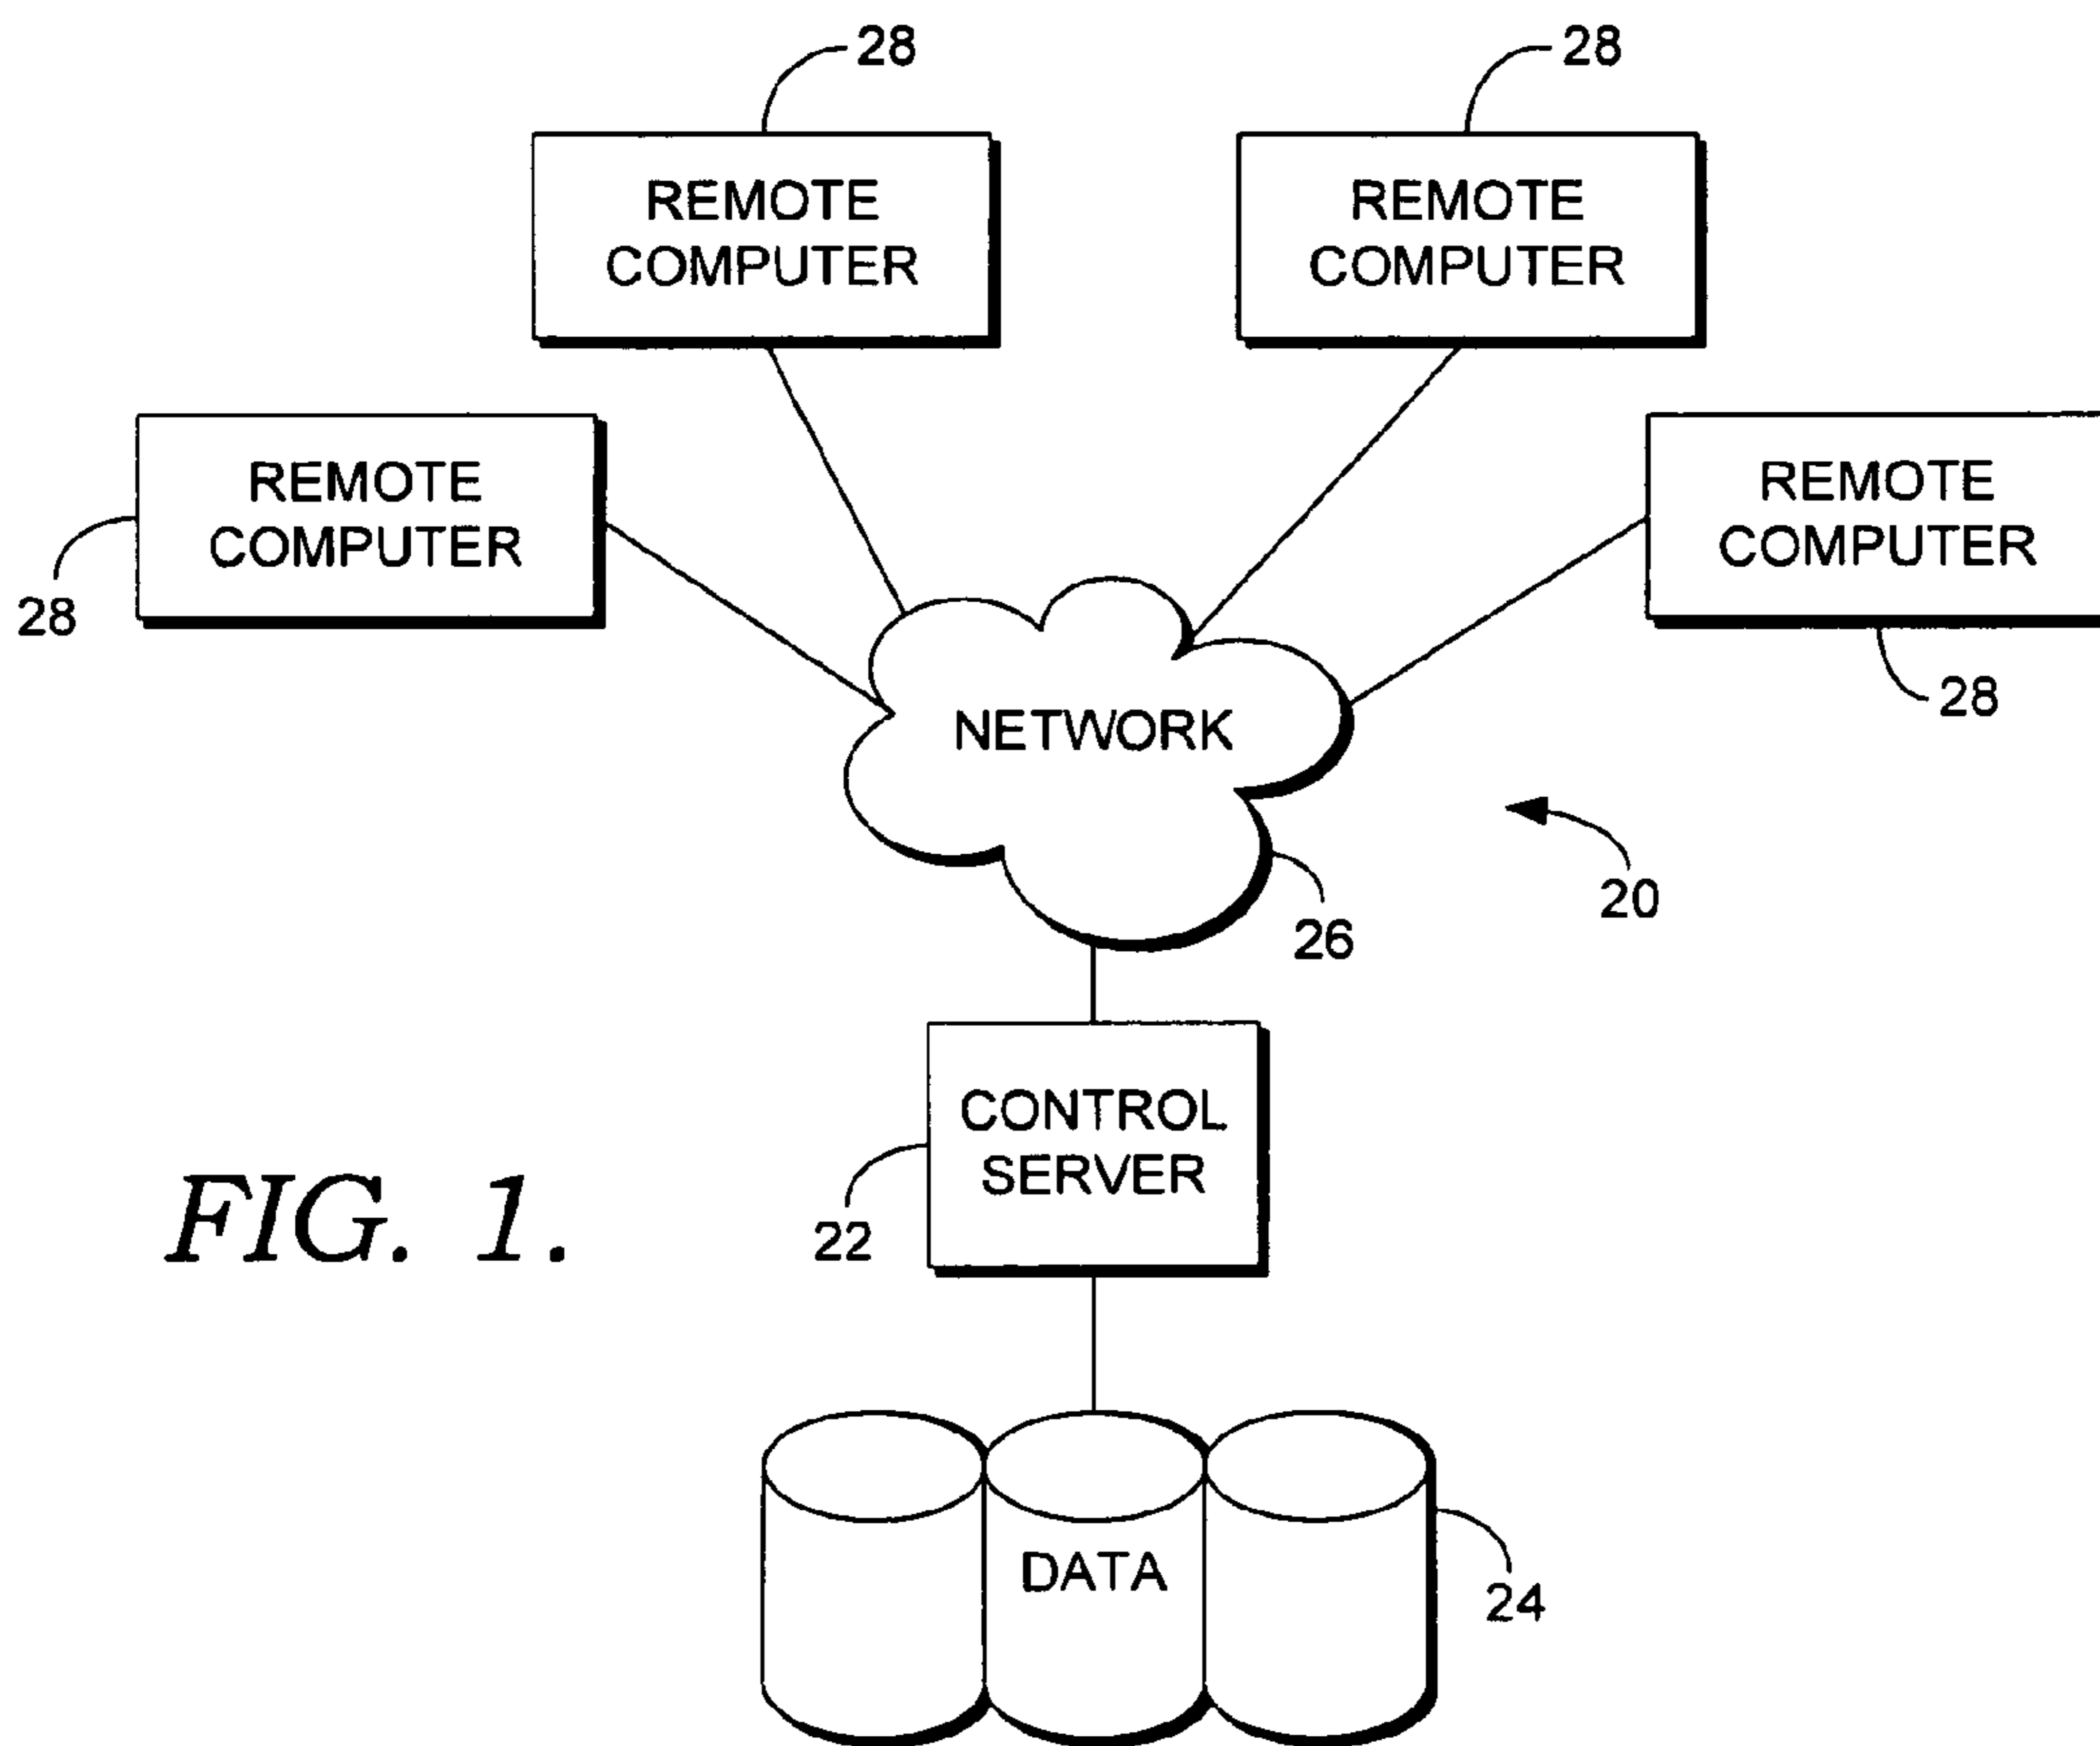 28
28
REMOTE
COMPUTER
REMOTE
COMPUTER
REMOTE
COMPUTER
REMOTE
COMPUTER
28
28
NETWORK
20
26
CONTROL
SERVER
22
FIG. 1.
DATA
24